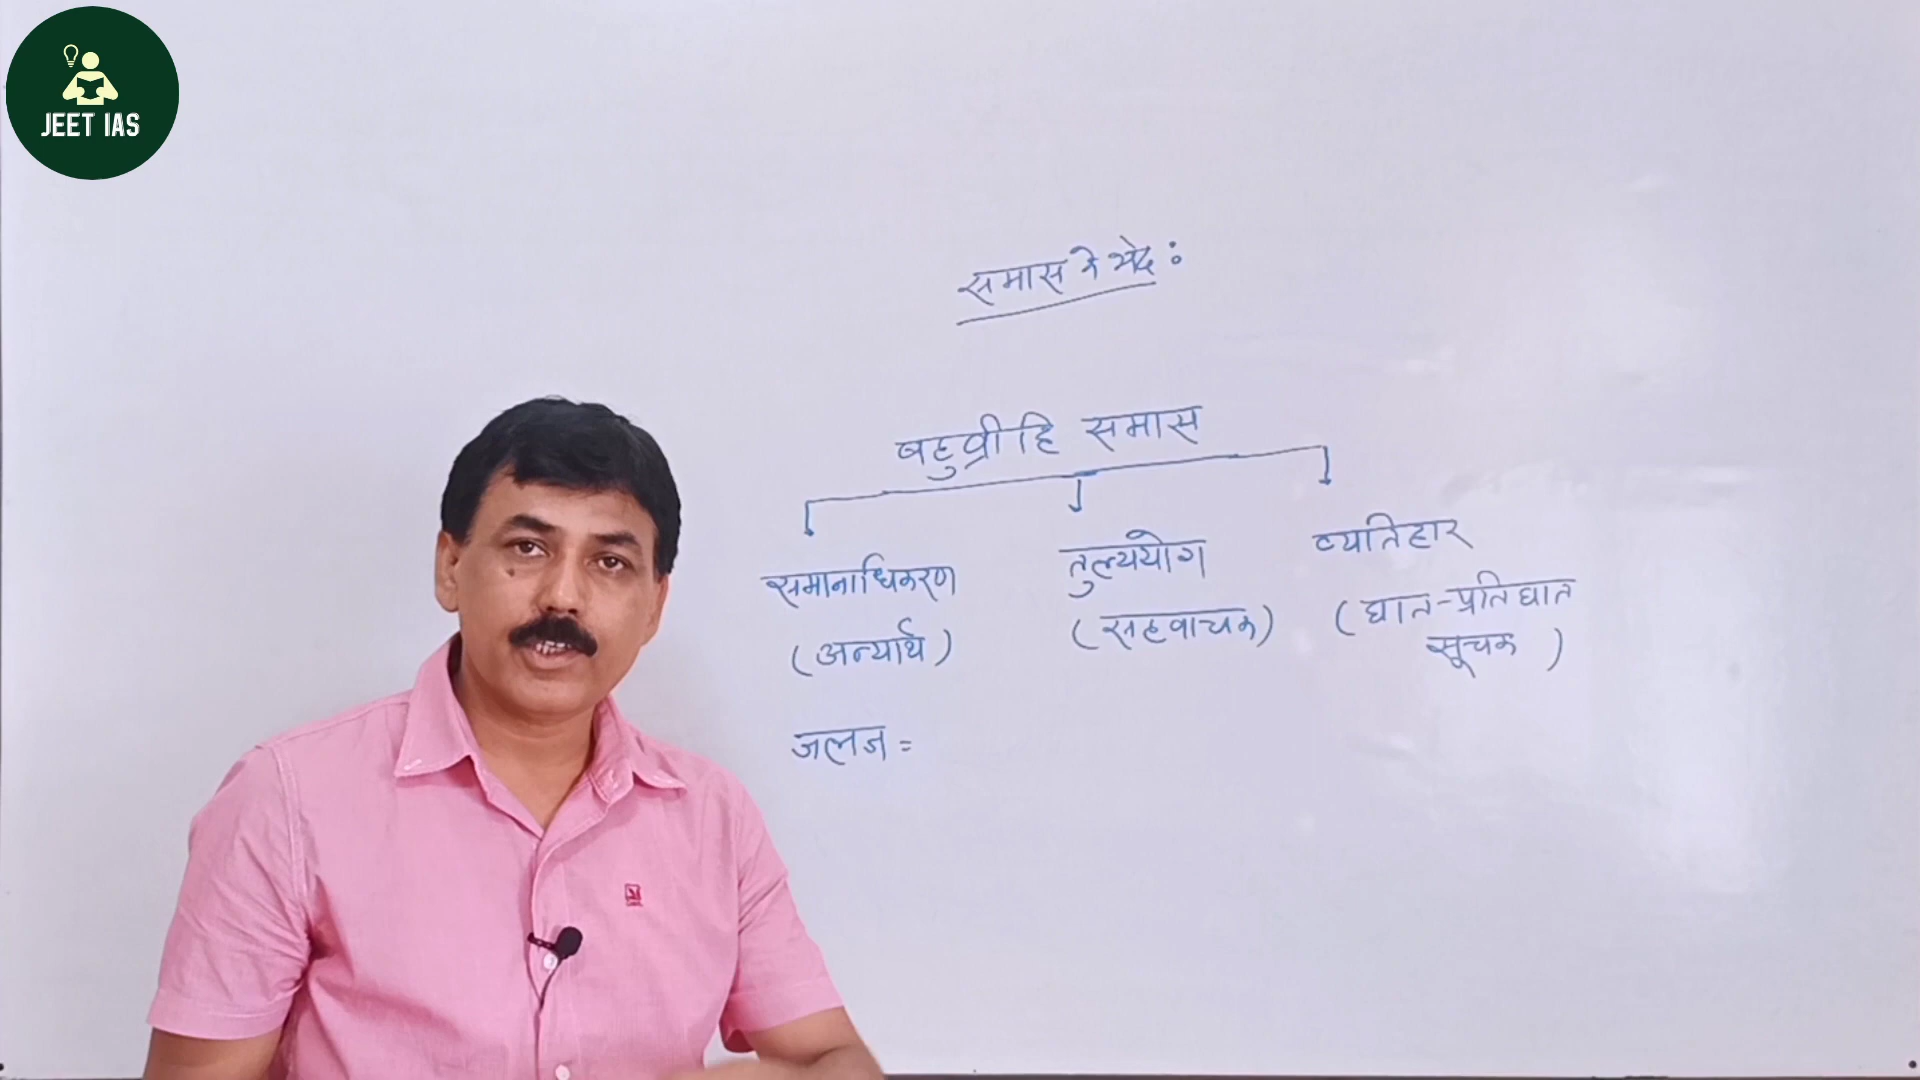 JEET IAS
समास के भेद :
बहुव्रीहि समास
समानाधिकरण
(अन्यार्थ)
जलज =
तुल्ययोग
(सहवाचक)
व्यतिहार
(घात-प्रतिघात
सूचक)